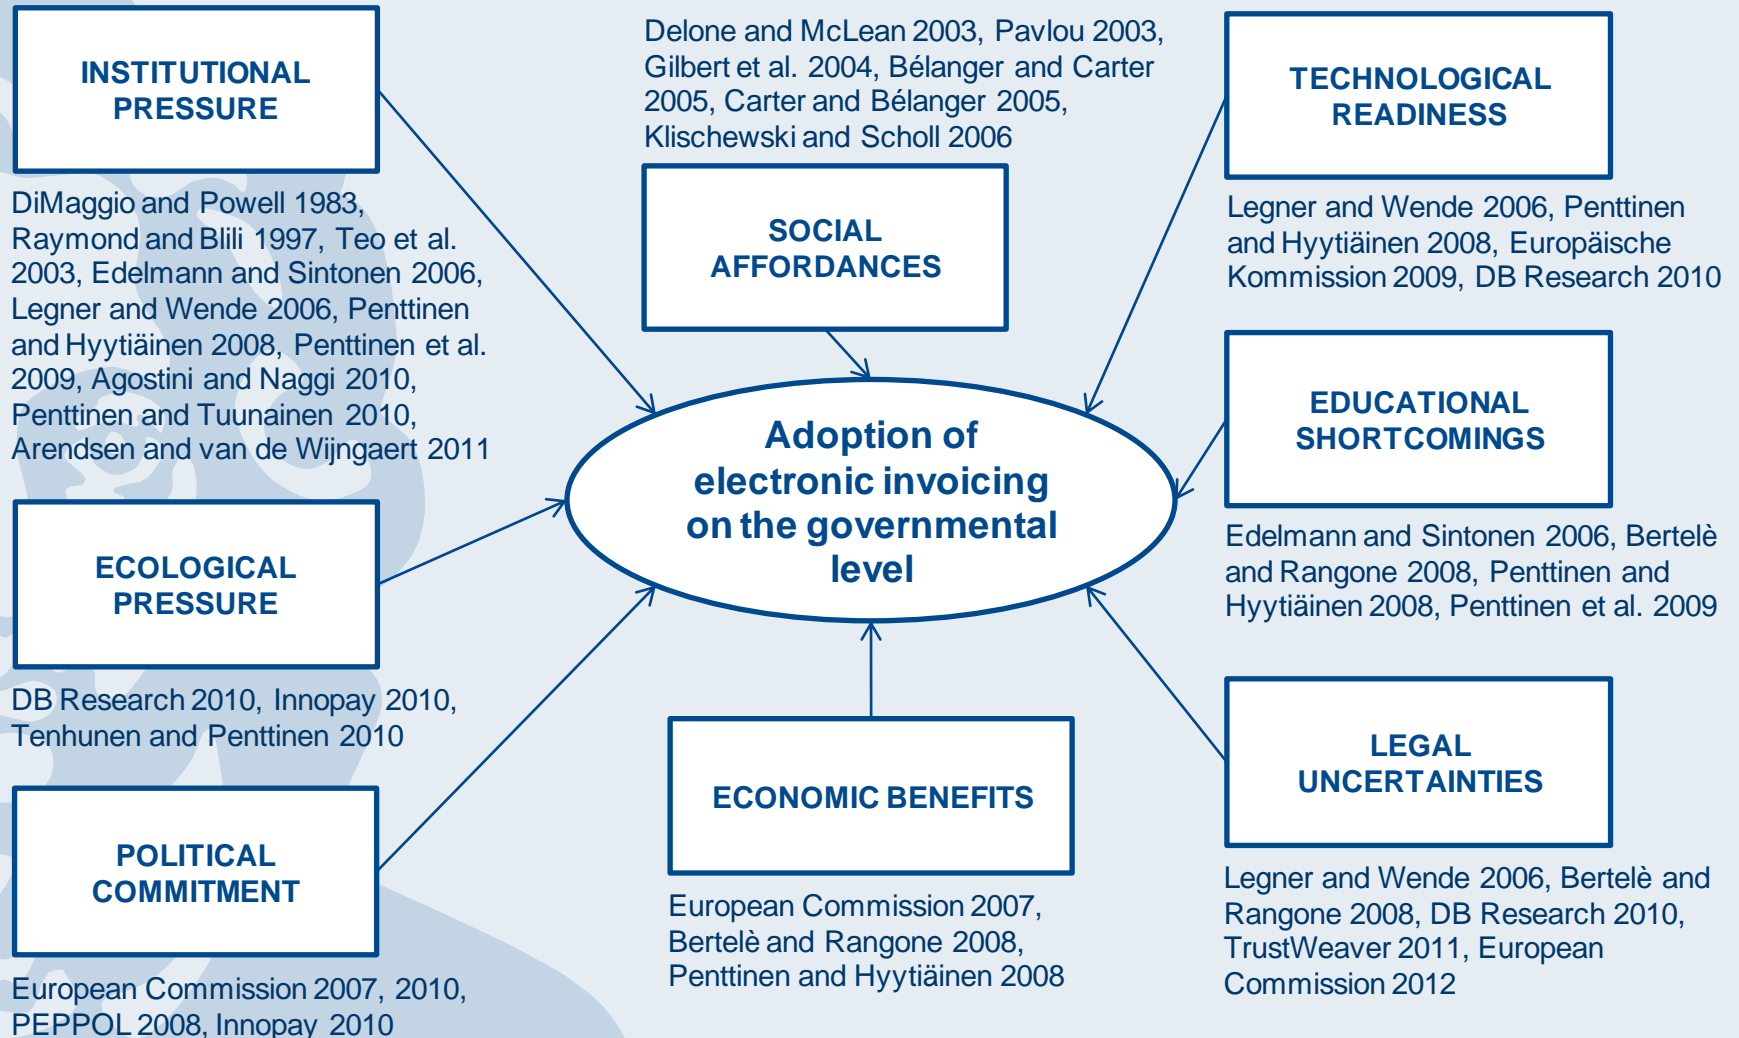 INSTITUTIONAL
PRESSURE
DiMaggio and Powell 1983,
Raymond and Blili 1997, Teo et al.
2003, Edelmann and Sintonen 2006,
Legner and Wende 2006, Penttinen
and Hyytiäinen 2008, Penttinen et al.
2009, Agostini and Naggi 2010,
Penttinen and Tuunainen 2010,
Arendsen and van de Wijngaert 2011
ECOLOGICAL
PRESSURE
DB Research 2010, Innopay 2010,
Tenhunen and Penttinen 2010
POLITICAL
COMMITMENT
European Commission 2007, 2010,
PEPPOL 2008, Innopay 2010
Delone and McLean 2003, Pavlou 2003,
Gilbert et al. 2004, Bélanger and Carter
2005, Carter and Bélanger 2005,
Klischewski and Scholl 2006
SOCIAL
AFFORDANCES
Adoption of
electronic invoicing
on the governmental
level
ECONOMIC BENEFITS
European Commission 2007,
Bertelè and Rangone 2008,
Penttinen and Hyytiäinen 2008
TECHNOLOGICAL
READINESS
Legner and Wende 2006, Penttinen
and Hyytiäinen 2008, Europäische
Kommission 2009, DB Research 2010
EDUCATIONAL
SHORTCOMINGS
Edelmann and Sintonen 2006, Bertelè
and Rangone 2008, Penttinen and
Hyytiäinen 2008, Penttinen et al. 2009
LEGAL
UNCERTAINTIES
Legner and Wende 2006, Bertelè and
Rangone 2008, DB Research 2010,
TrustWeaver 2011, European
Commission 2012